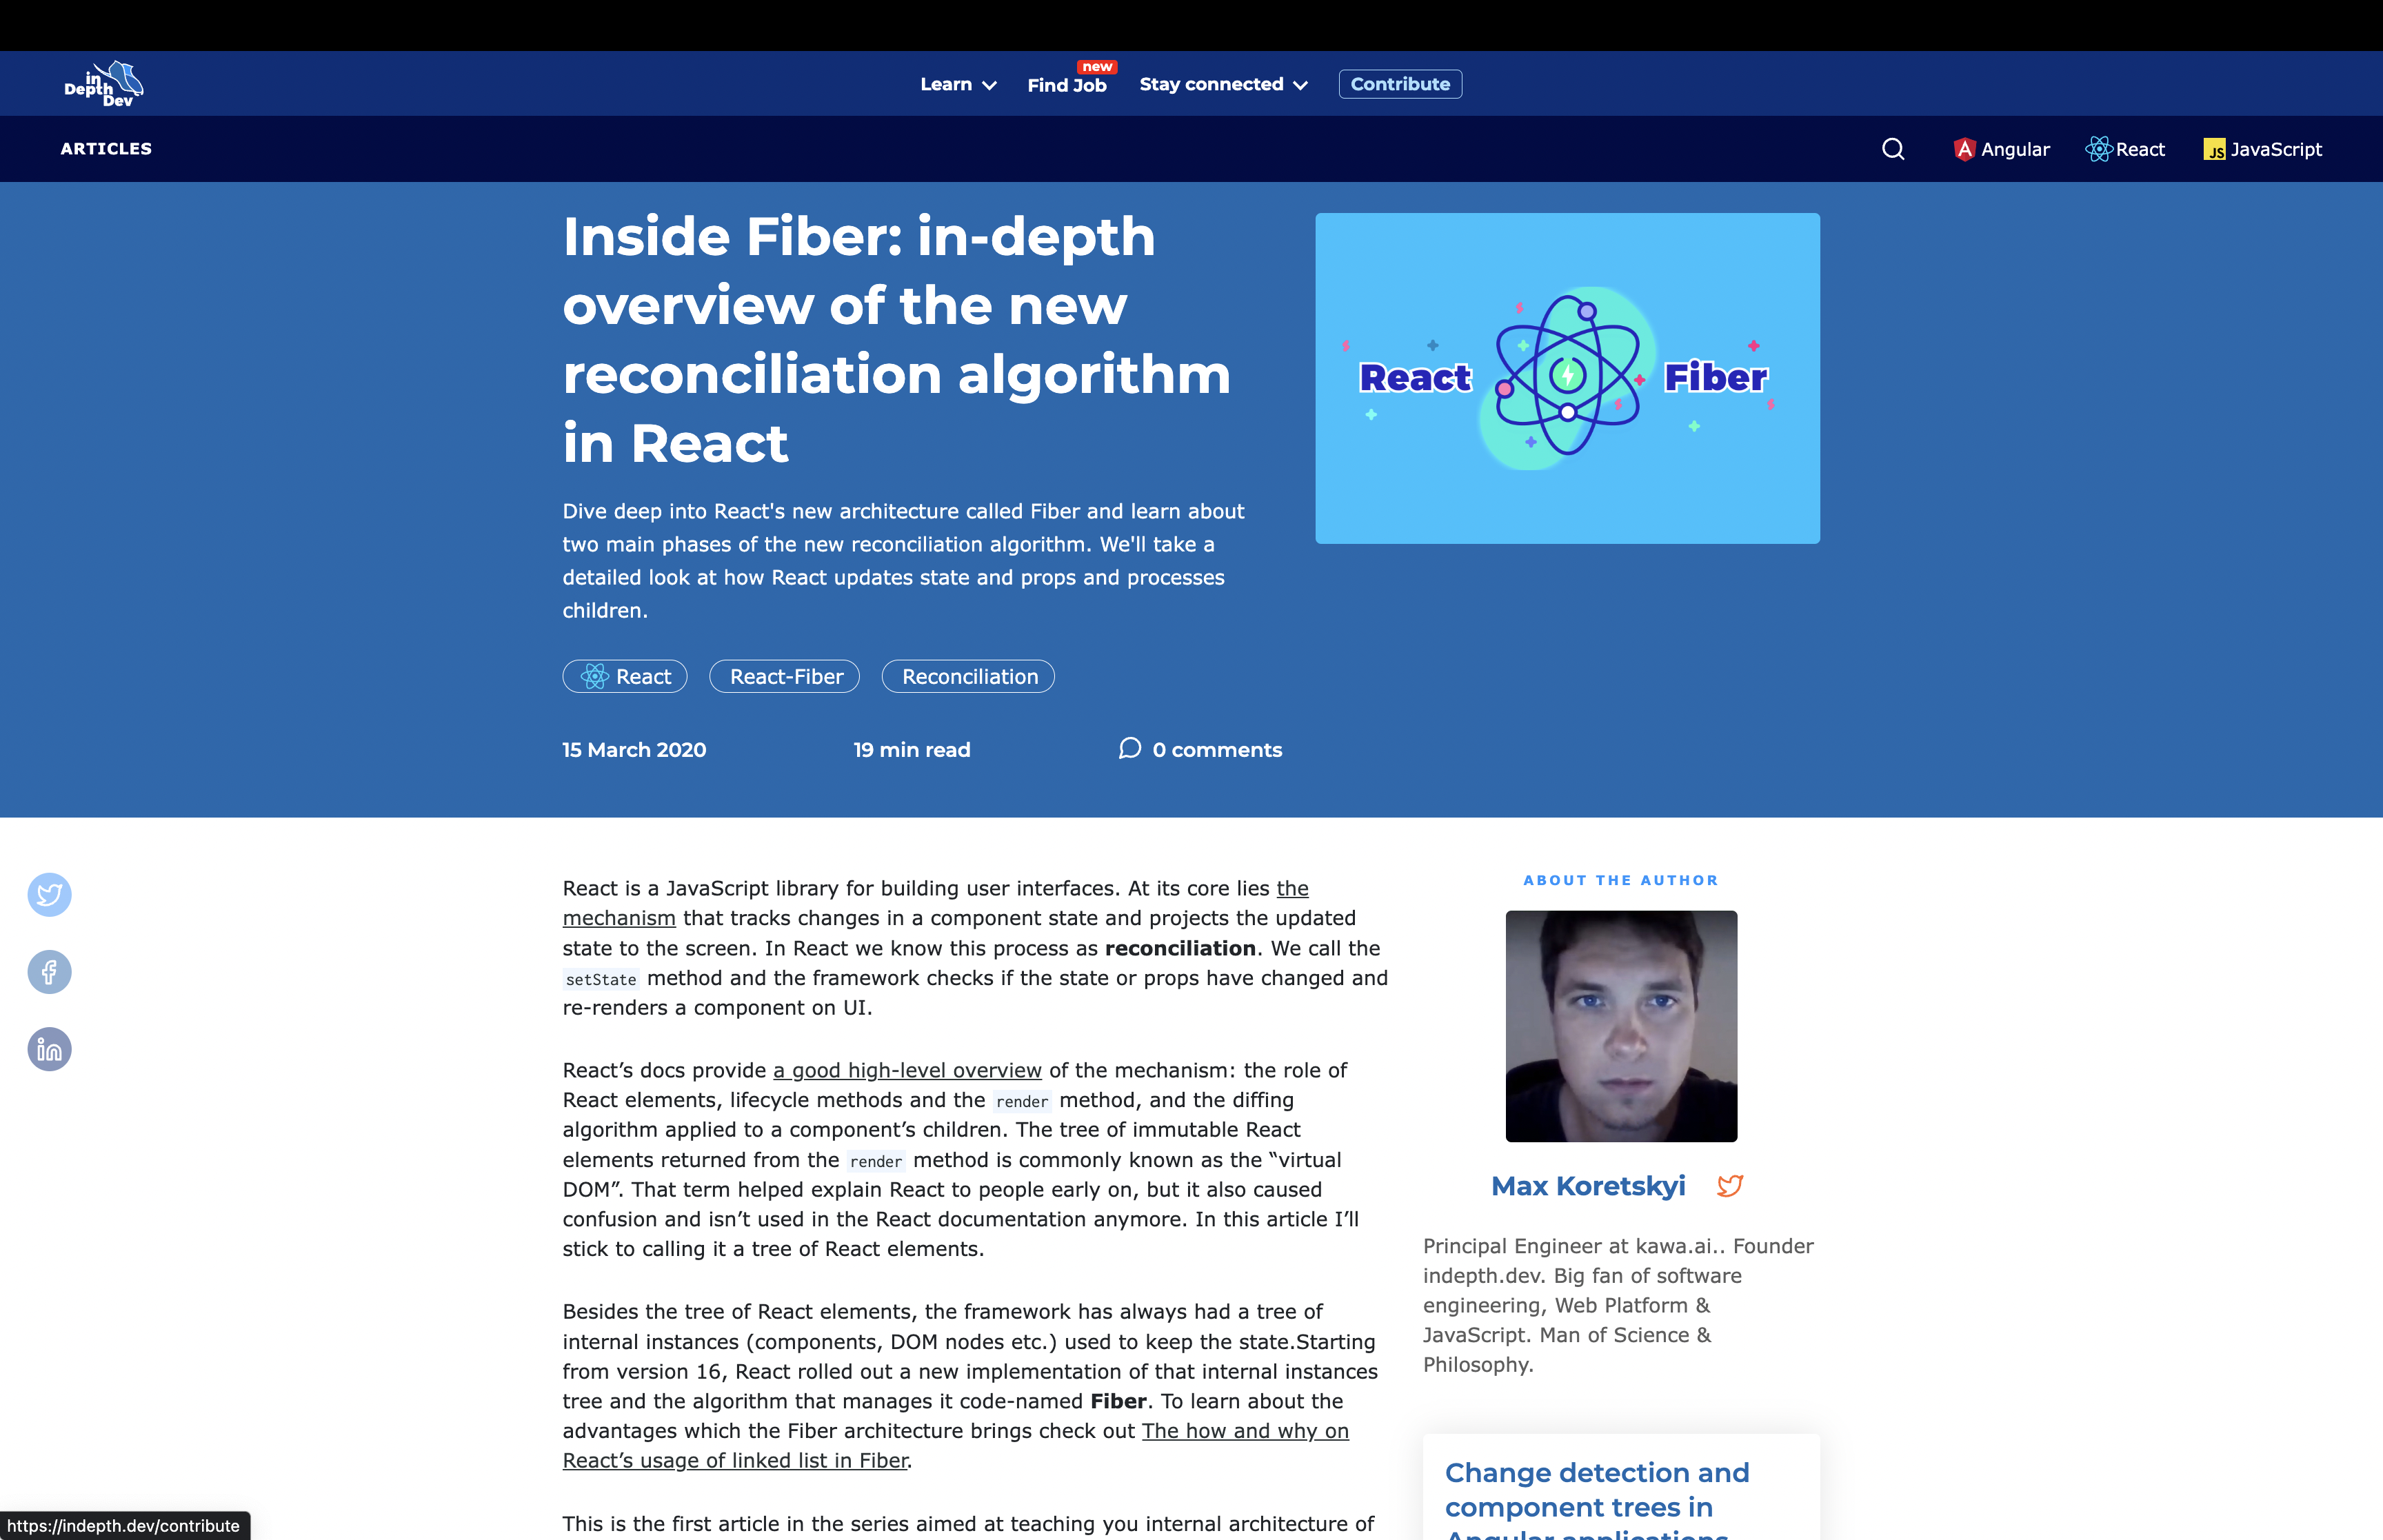 in
Depth
Dev
Learn
Find Job
new
Stay connected
Contribute
ARTICLES
Angular
React
JS JavaScript
Inside Fiber: in-depth
overview of the new
reconciliation algorithm
in React
React
Fiber
Dive deep into React's new architecture called Fiber and learn about
two main phases of the new reconciliation algorithm. We'll take a
detailed look at how React updates state and props and processes
children.
React
React-Fiber
Reconciliation
15 March 2020
19 min read
0 comments
React is a JavaScript library for building user interfaces. At its core lies the
mechanism that tracks changes in a component state and projects the updated
state to the screen. In React we know this process as reconciliation. We call the
setState method and the framework checks if the state or props have changed and
re-renders a component on UI.
React’s docs provide a good high-level overview of the mechanism: the role of
React elements, lifecycle methods and the render method, and the diffing
algorithm applied to a component’s children. The tree of immutable React
elements returned from the render method is commonly known as the “virtual
DOM”. That term helped explain React to people early on, but it also caused
confusion and isn’t used in the React documentation anymore. In this article I’ll
stick to calling it a tree of React elements.
Besides the tree of React elements, the framework has always had a tree of
internal instances (components, DOM nodes etc.) used to keep the state.Starting
from version 16, React rolled out a new implementation of that internal instances
tree and the algorithm that manages it code-named Fiber. To learn about the
advantages which the Fiber architecture brings check out The how and why on
React’s usage of linked list in Fiber.
This is the first article in the series aimed at teaching you internal architecture of
ABOUT THE AUTHOR
Max Koretskyi
Principal Engineer at kawa.ai.. Founder
indepth.dev. Big fan of software
engineering, Web Platform &
JavaScript. Man of Science &
Philosophy.
Change detection and
component trees in
Angular applications
https://indepth.dev/contribute